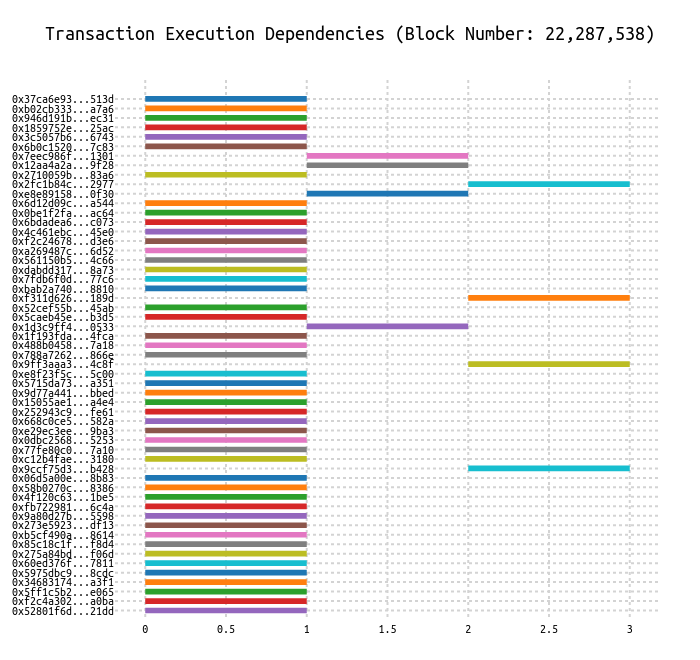 Transaction Execution Dependencies (Block Number: 22,287,538)
0x37ca6e93...513d
0xb02cb333...a7a6
0x946d191b...ec31
0x1859752e...25ac
0x3c5057b6...6743
0x6b0c1520...7c83
0x7eec986f...1301
0x12aa4a2a...9f28
0x2710059b...83a6
0x2fc1b84c...2977
0xe8e89158...0f30
0x6d12d09c...a544
0x0be1f2fa...ac64
0x6bdadea6...c073
0x4c461ebc...45e0
0xf2c24678...d3e6
0xa269487c...6d52
0x561150b5...4c66
0xdabdd317...8a73
0x7fdb6f0d...77c6
0xbab2a740...8810
0xf311d626...189d
0x52cef55b...45ab
0x5caeb45e...b3d5
0x1d3c9ff4...0533
0x1f193fda...4fca
0x488b0458...7a18
0x788a7262...866e
0x9ff3aaa3...4c8f
0xe8f23f5c...5c00
0x5715da73...a351
0x9d77a441...bbed
0x15055ae1...a4e4
0x252943c9...fe61
0x668c0ce5...582a
0xe29ec3ee...9ba3
0x0dbc2568...5253
0x77fe80c0...7a10
0xc12b4fae...3180
0x9ccf75d3...b428
0x06d5a00e...8b83
0x58b0270c...8386
0x4f120c63...1be5
0xfb722981...6c4a
0x9a80d27b...5598
0x273e5923...df13
0xb5cf490a...8614
0x85c18c1f...f8d4
0x275a84bd...f06d
0x60ed376f...7811
0x5975dbc9...8cdc
0x34683174...a3f1
0x5ff1c5b2...e065
0xf2c4a302...a0ba
0x52801f6d...21dd
0 0.5 1 1.5 2 2.5 3